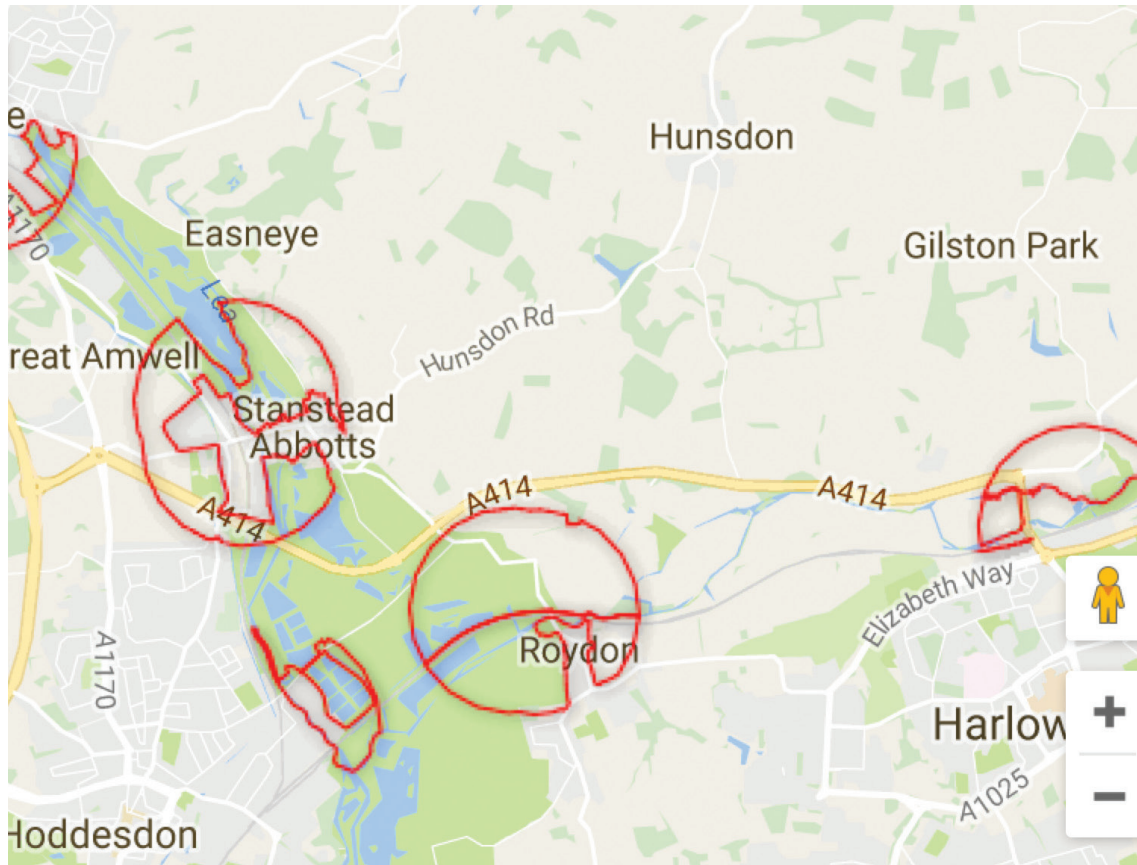 e
Hunsdon
A1170
Easneye
Gilston Park
Lea
Hunsdon Rd
reat Amwell
Stanstead
Abbotts
A414
A414
A414
Elizabeth Way
Roydon
A1170
Harlow
A1025
Hoddesdon